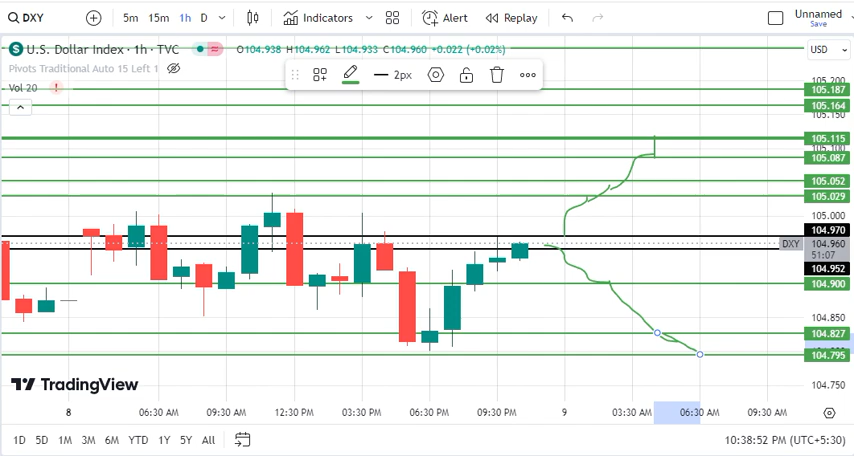 DXY 5m 15m 1h D Indicators Alert Replay Unnamed
Save
U.S. Dollar Index · 1h · TVC O104.938 H104.962 L104.933 C104.960 +0.022 (+0.02%) USD
Pivots Traditional Auto 15 Left 1
2px
Vol 20
105.200
105.187
105.164
105.150
105.115
105.100
105.087
105.052
105.029
105.000
104.970
DXY 104.960
51:07
104.952
104.900
104.850
104.827
104.795
104.750
TradingView
8 06:30 AM 09:30 AM 12:30 PM 03:30 PM 06:30 PM 09:30 PM 9 03:30 AM 06:30 AM 09:30 AM
1D 5D 1M 3M 6M YTD 1Y 5Y All 10:38:52 PM (UTC+5:30)